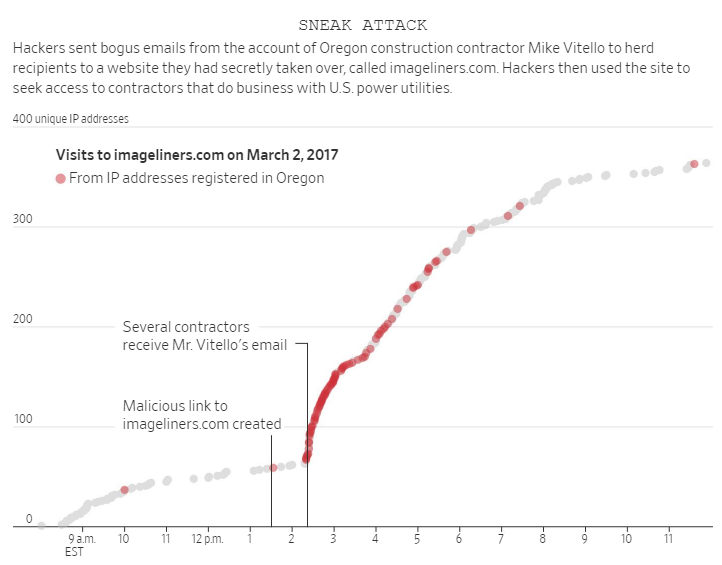 SNEAK ATTACK
Hackers sent bogus emails from the account of Oregon construction contractor Mike Vitello to herd
recipients to a website they had secretly taken over, called imageliners.com. Hackers then used the site to
seek access to contractors that do business with U.S. power utilities.
400 unique IP addresses
Visits to imageliners.com on March 2, 2017
From IP addresses registered in Oregon
300
200
Several contractors
receive Mr. Vitello's email
Malicious link to
imageliners.com created
100
0
9 a.m. 10 11 12 p.m. 1 2 3 4 5 6 7 8 9 10 11
EST